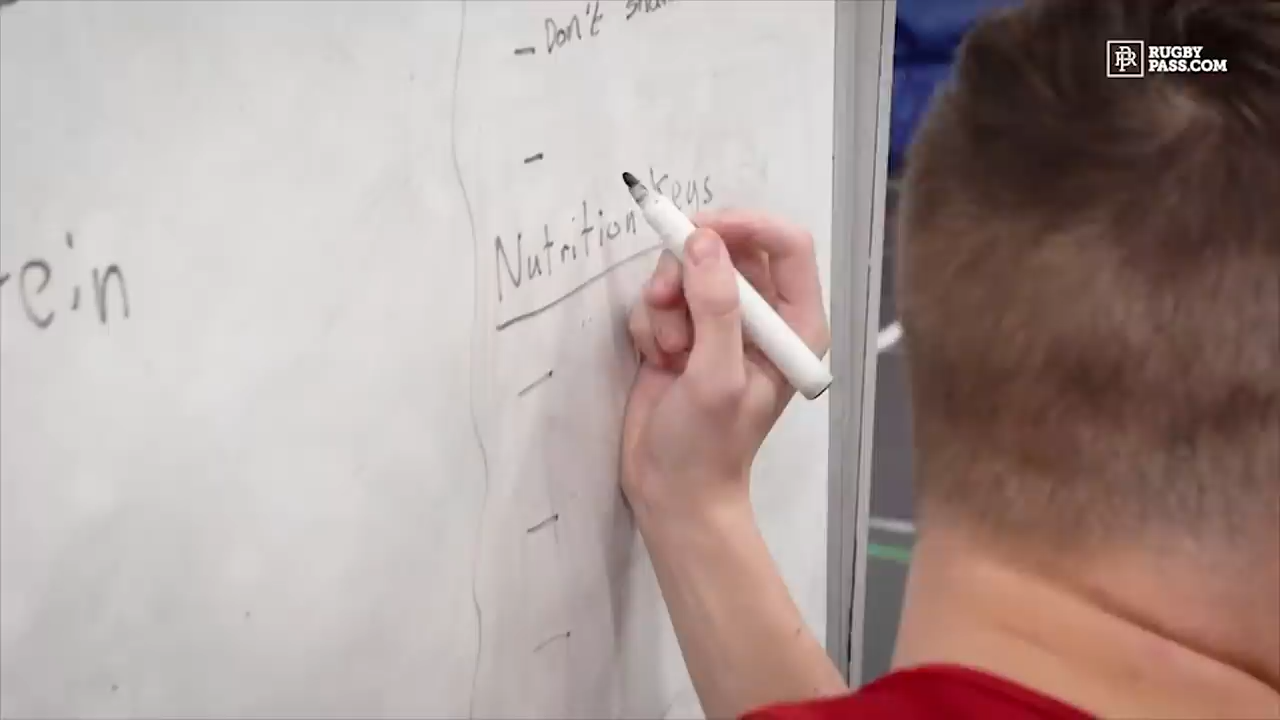 - Don't
-
Nutrition Keys
-
-
-
ein
RUGBY
PASS.COM